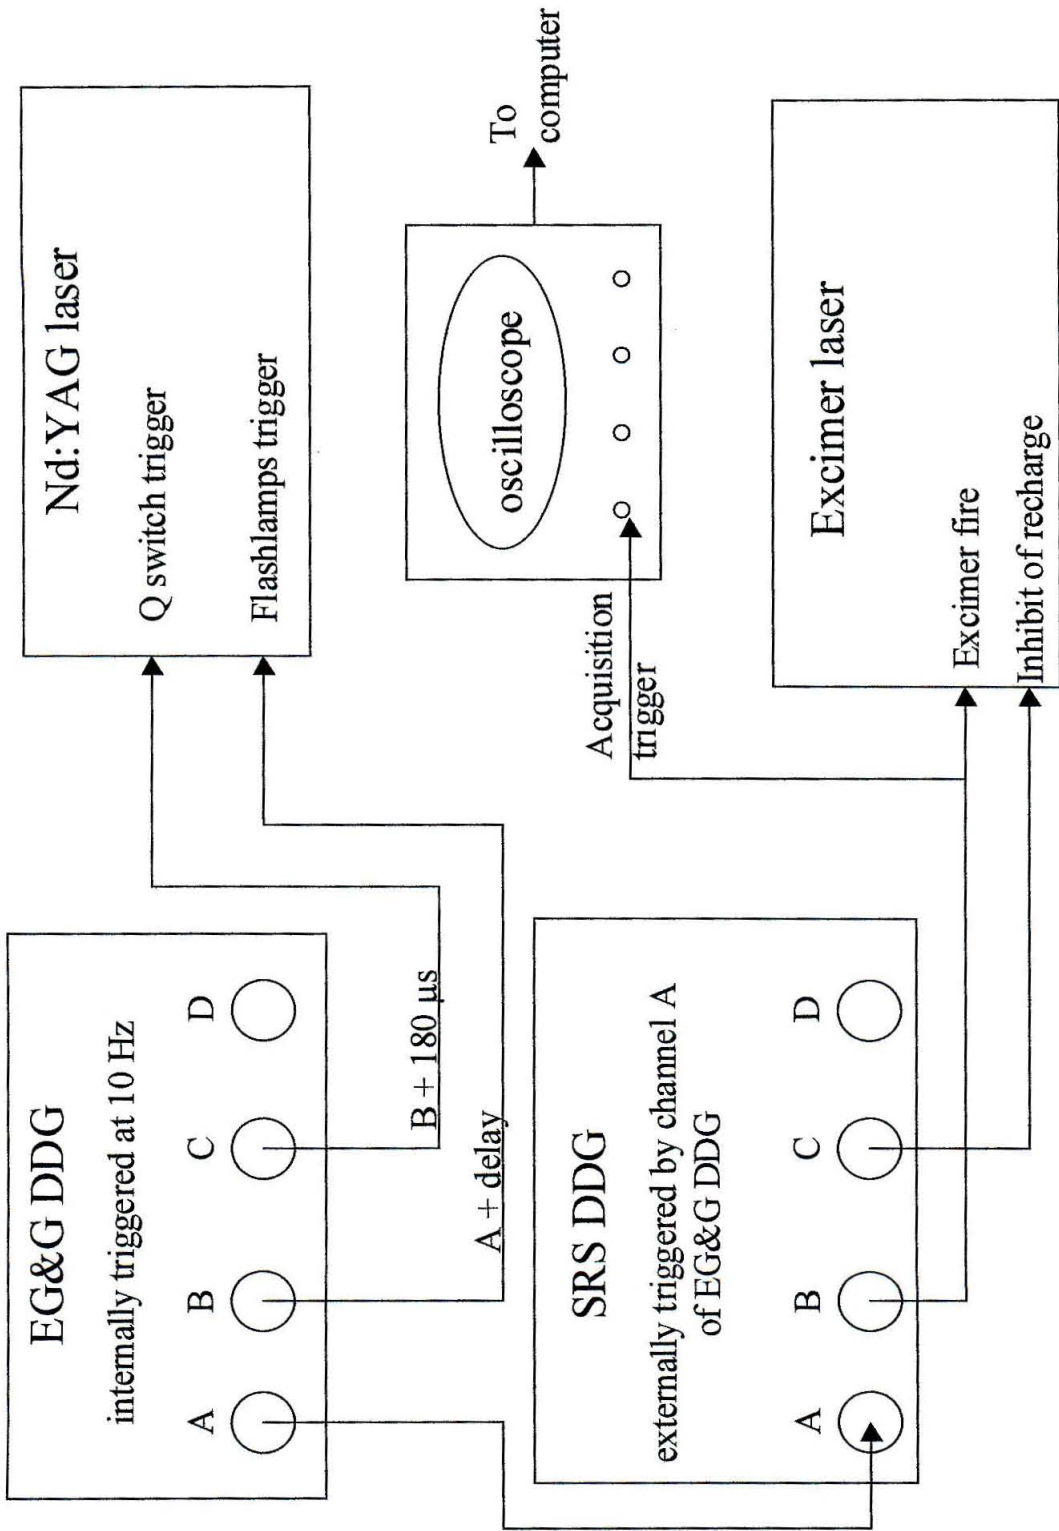 EG&G DDG
internally triggered at 10 Hz
A B C D
B + 180 µs
A + delay
Nd:YAG laser
Q switch trigger
Flashlamps trigger
oscilloscope
To
computer
Acquisition
trigger
SRS DDG
externally triggered by channel A
of EG&G DDG
A B C D
Excimer laser
Excimer fire
Inhibit of recharge